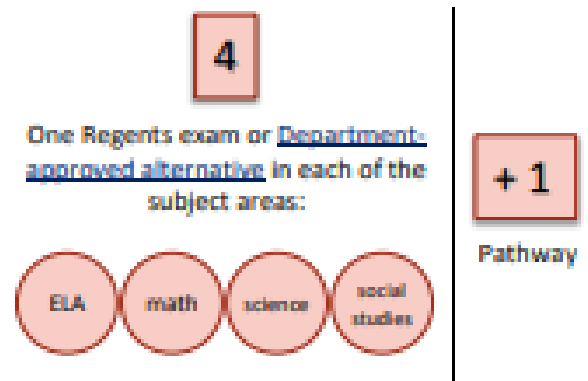 4
One Regents exam or Department-
approved alternative in each of the
subject areas:
ELA
math
science
social
studies
+ 1
Pathway